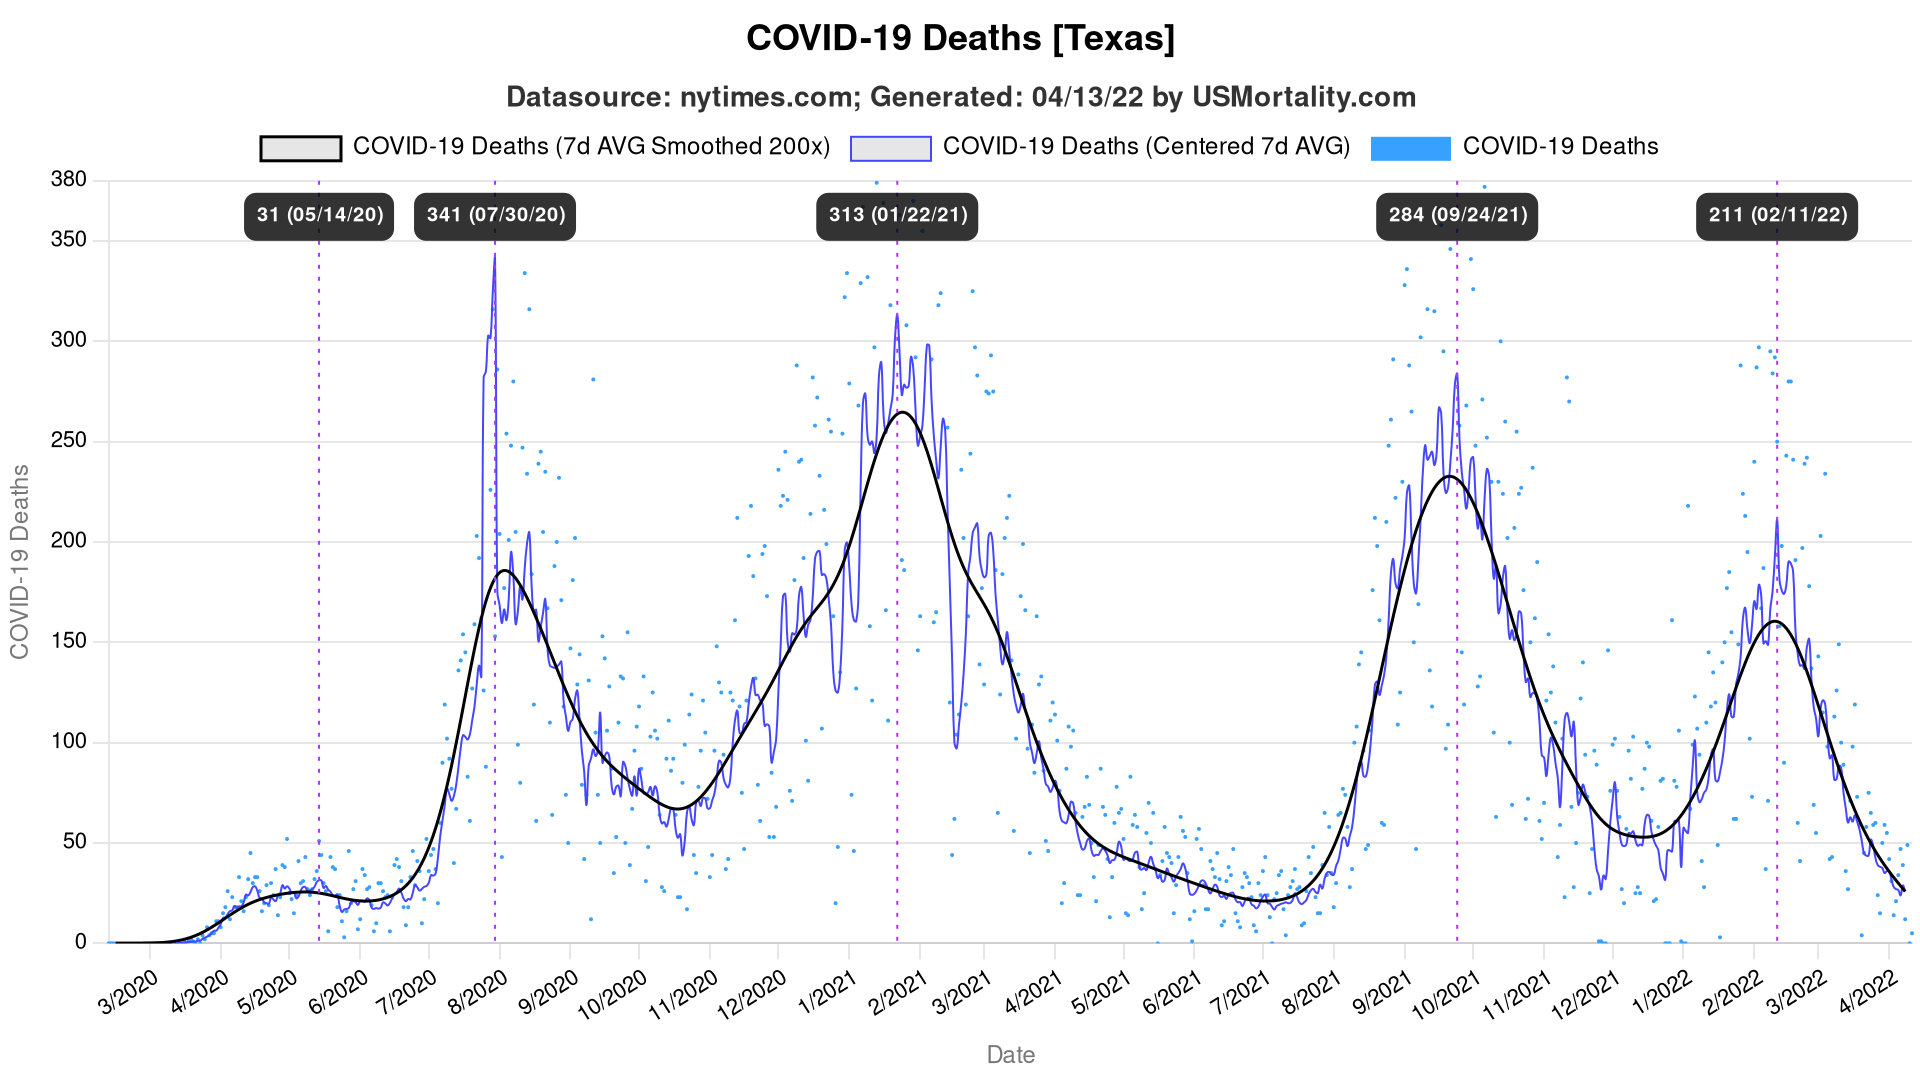 COVID-19 Deaths [Texas]
Datasource: nytimes.com; Generated: 04/13/22 by USMortality.com
COVID-19 Deaths (7d AVG Smoothed 200x) COVID-19 Deaths (Centered 7d AVG) COVID-19 Deaths
380
31 (05/14/20) 341 (07/30/20) 313 (01/22/21) 284 (09/24/21) 211 (02/11/22)
350
300
250
200
150
100
50
0
COVID-19 Deaths
3/2020 4/2020 5/2020 6/2020 7/2020 8/2020 9/2020 10/2020 11/2020 12/2020 1/2021 2/2021 3/2021 4/2021 5/2021 6/2021 7/2021 8/2021 9/2021 10/2021 11/2021 12/2021 1/2022 2/2022 3/2022 4/2022
Date